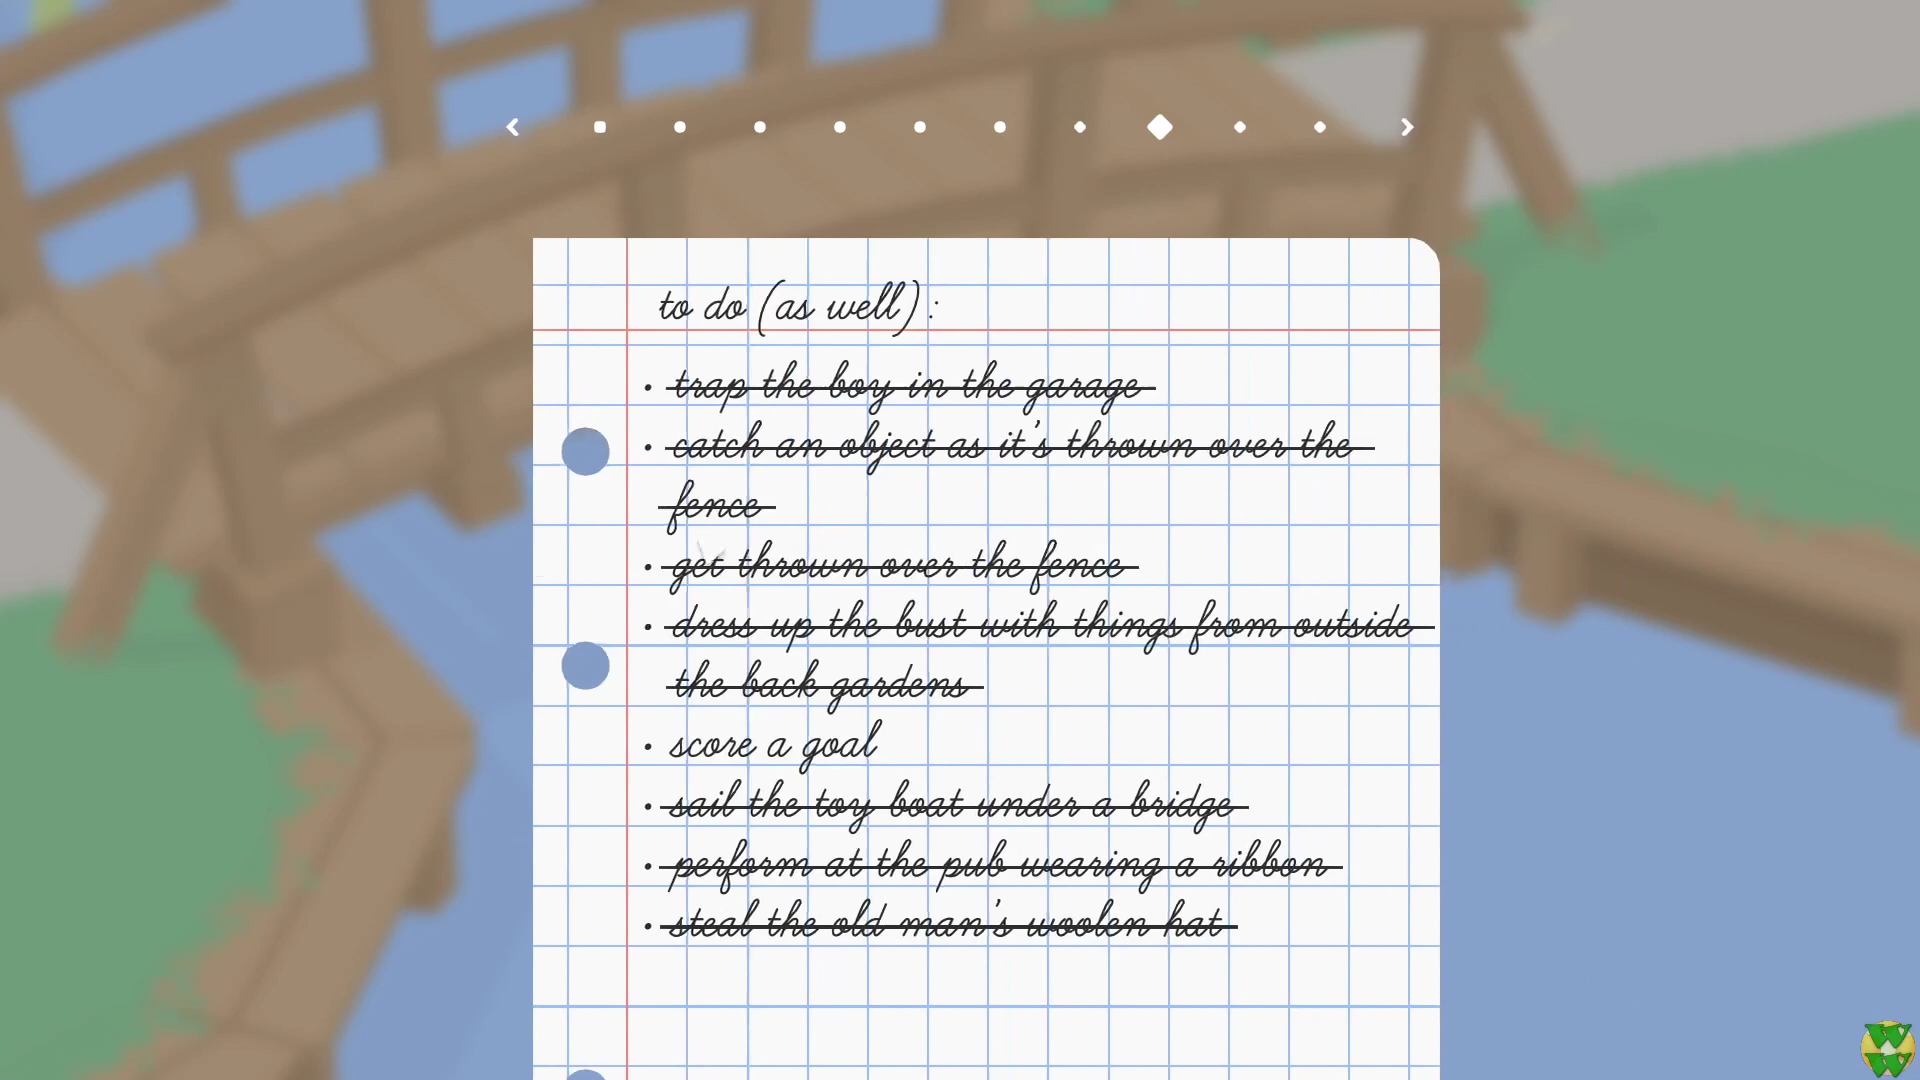 to do (as well):
• trap the boy in the garage
• catch an object as it's thrown over the
fence
• get thrown over the fence
• dress up the bust with things from outside
the back gardens
• score a goal
• sail the toy boat under a bridge
• perform at the pub wearing a ribbon
• steal the old man's woolen hat
W
W